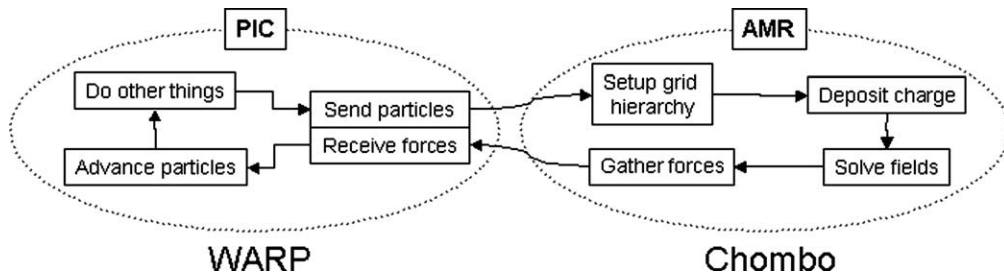 PIC
AMR
Do other things
Send particles
Receive forces
Advance particles
Setup grid
hierarchy
Deposit charge
Gather forces
Solve fields
WARP
Chombo